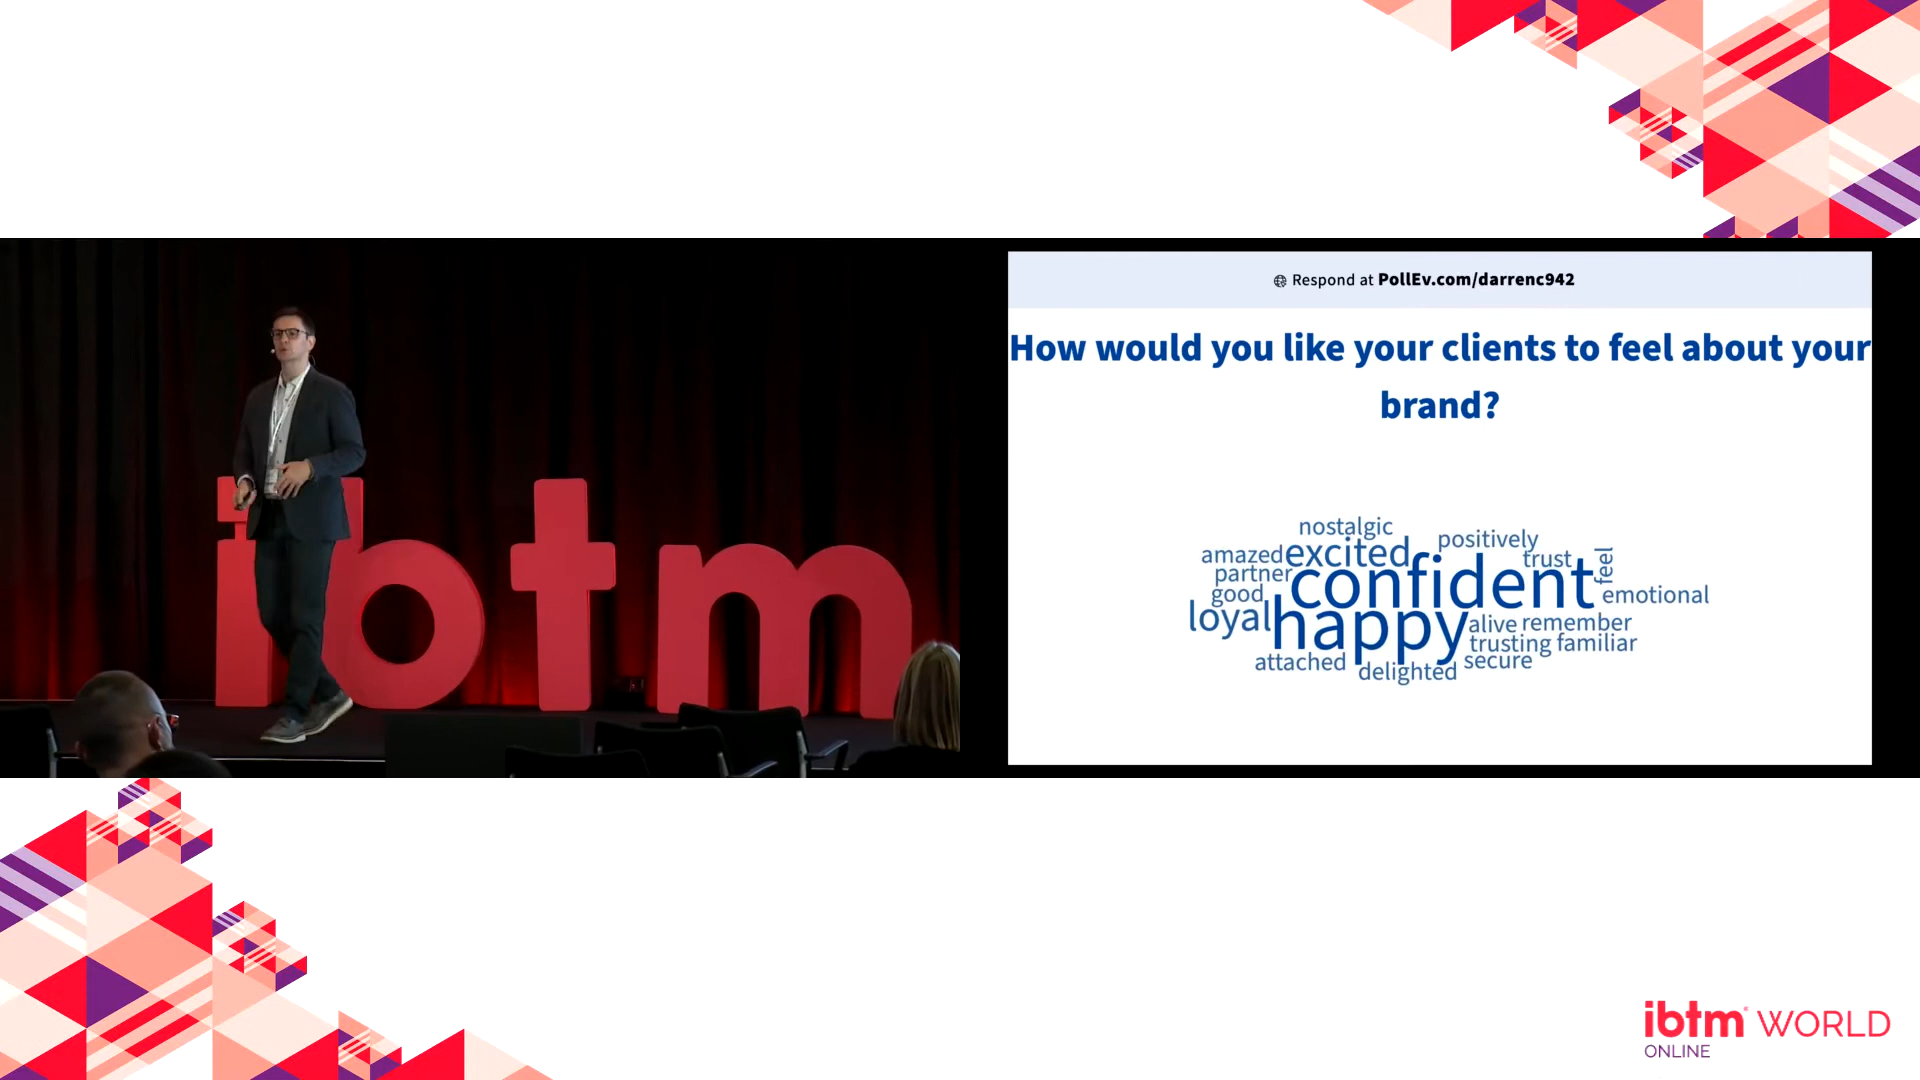 ibtm
Respond at PollEv.com/darrenc942
How would you like your clients to feel about your
brand?
nostalgic
positively
amazed
excited
trust
feel
partner
confident
good
emotional
loyal
happy
alive
remember
trusting
familiar
attached
delighted
secure
ibtm® WORLD
ONLINE